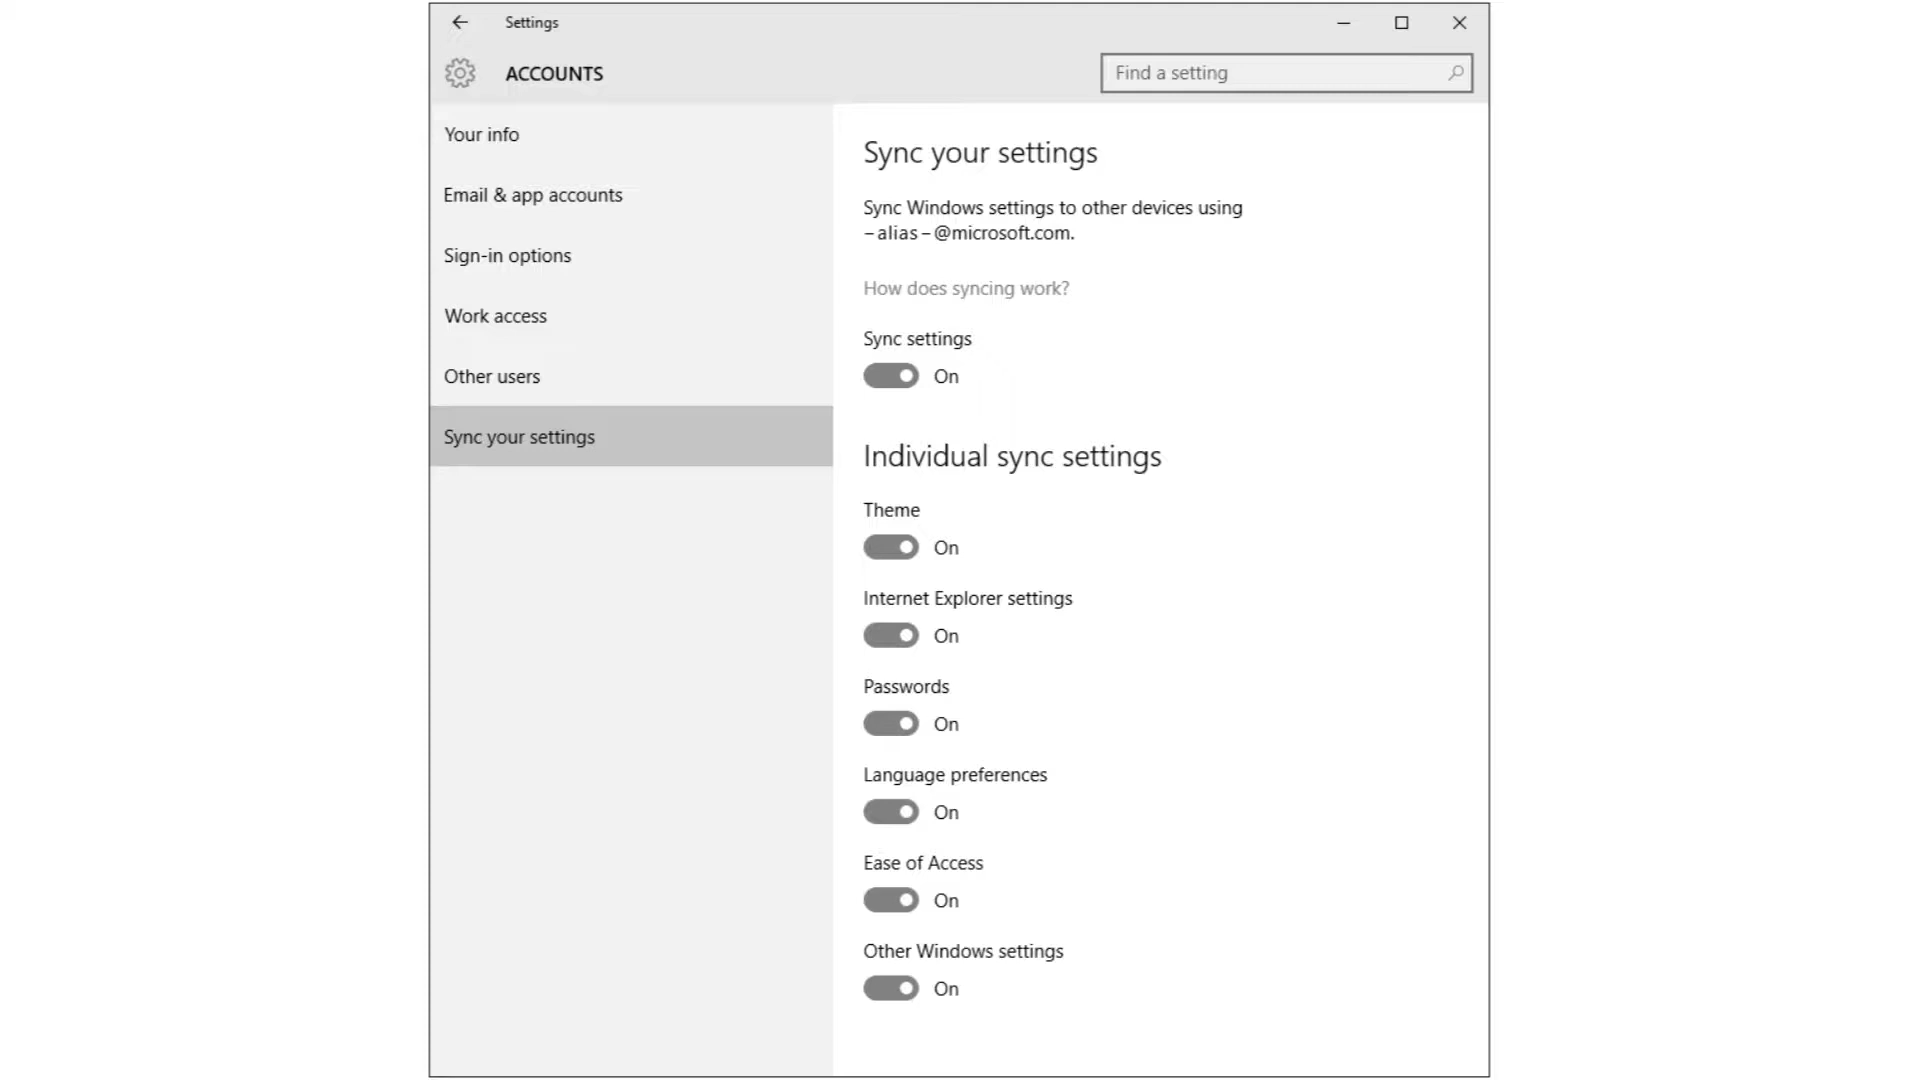 Settings
ACCOUNTS
Find a setting
Your info
Email & app accounts
Sign-in options
Work access
Other users
Sync your settings
Sync your settings
Sync Windows settings to other devices using
–alias–@microsoft.com.
How does syncing work?
Sync settings
On
Individual sync settings
Theme
On
Internet Explorer settings
On
Passwords
On
Language preferences
On
Ease of Access
On
Other Windows settings
On